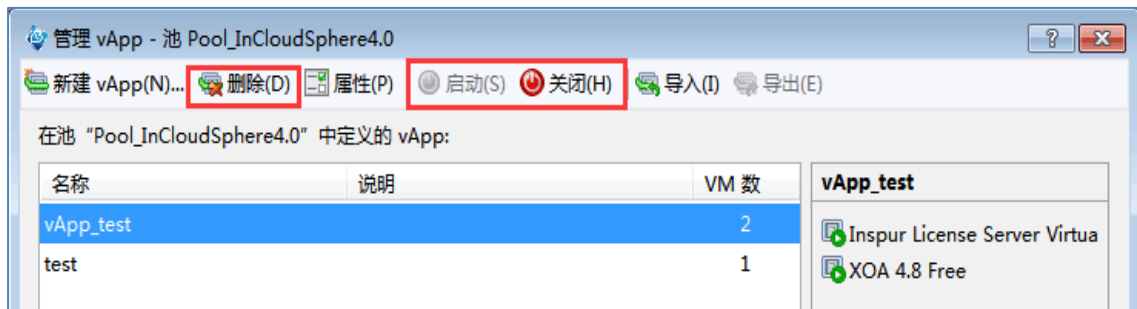 管理 vApp - 池 Pool_InCloudSphere4.0
新建 vApp(N)... 删除(D) 属性(P) 启动(S) 关闭(H) 导入(I) 导出(E)
在池“Pool_InCloudSphere4.0”中定义的 vApp:
名称 说明 VM 数 vApp_test
vApp_test 2 Inspur License Server Virtua
test 1 XOA 4.8 Free